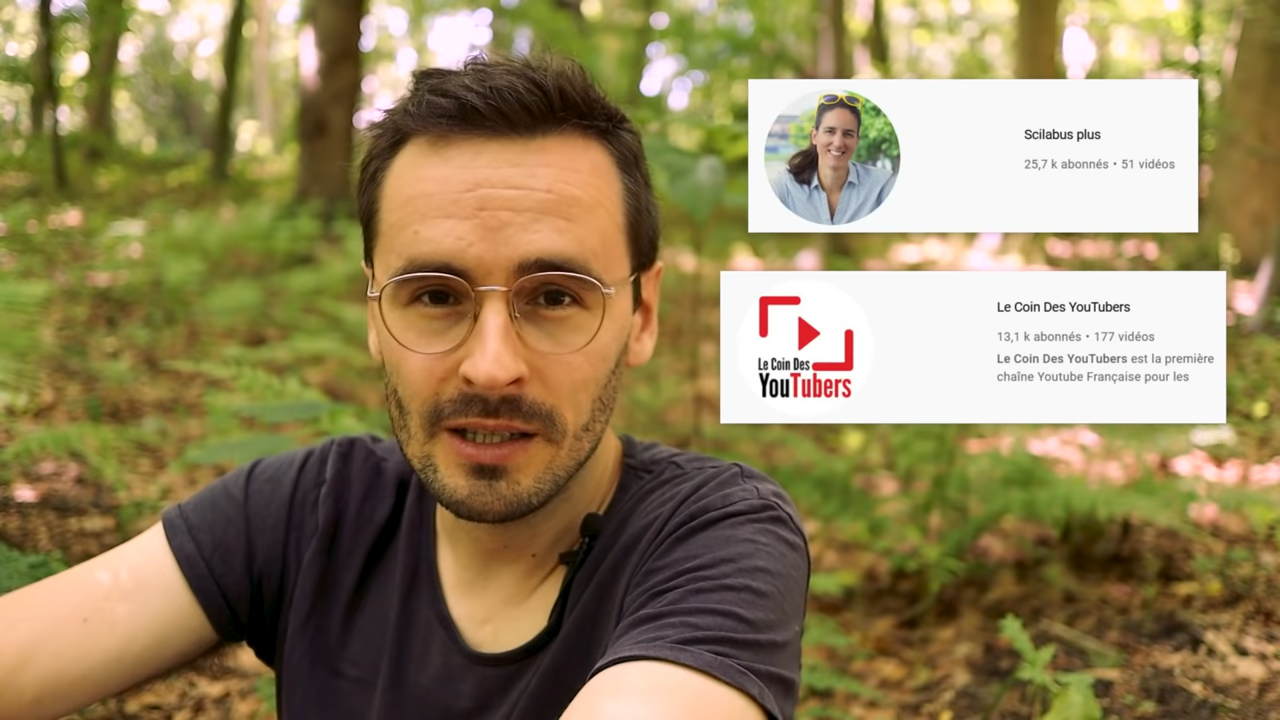 Scilabus plus
25,7 k abonnés • 51 vidéos
Le Coin Des YouTubers
13,1 k abonnés • 177 vidéos
Le Coin Des YouTubers est la première
chaîne Youtube Française pour les
Le Coin Des
YouTubers